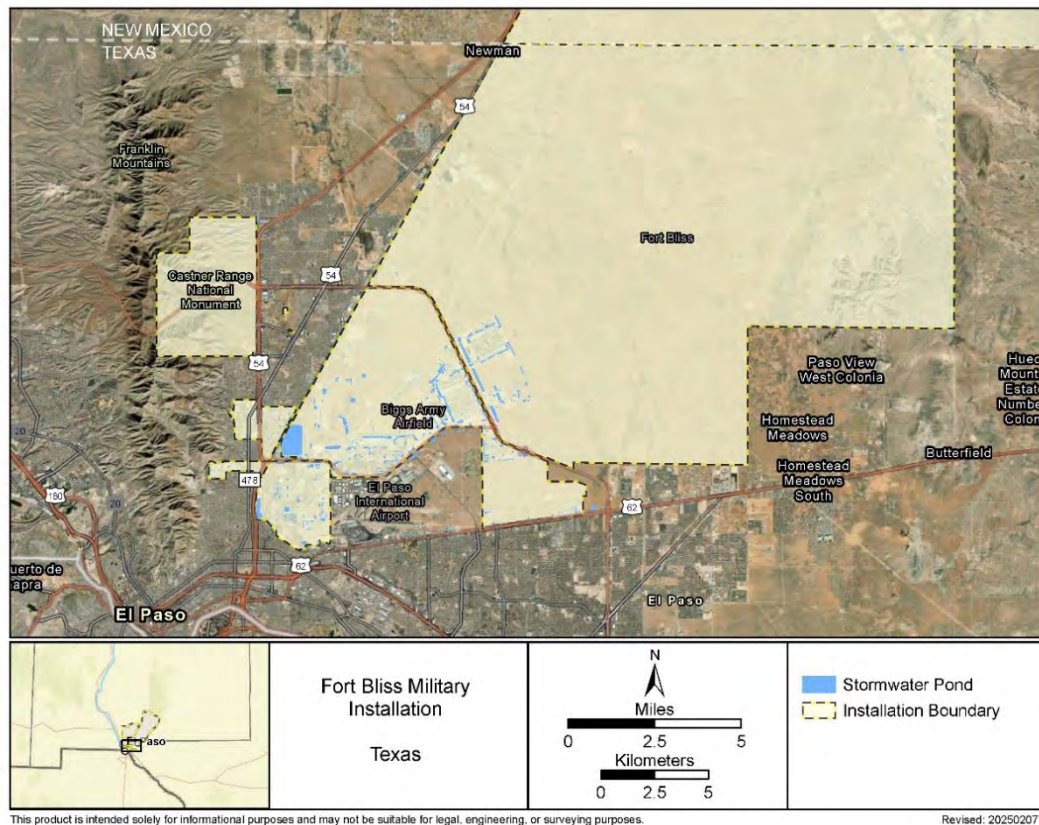 NEW MEXICO
TEXAS
Newman
54
Franklin
Mountains
Fort Bliss
Castner Range
National
Monument
54
54
Paso View
West Colonia
Biggs Army
Airfield
Homestead
Meadows
Butterfield
20
20
478
Homestead
Meadows
South
180
El Paso
International
Airport
62
62
El Paso
El Paso
Fort Bliss Military
Installation
Texas
N
Miles
0 2.5 5
Kilometers
0 2.5 5
Stormwater Pond
Installation Boundary
This product is intended solely for informational purposes and may not be suitable for legal, engineering, or surveying purposes.
Revised: 20250207